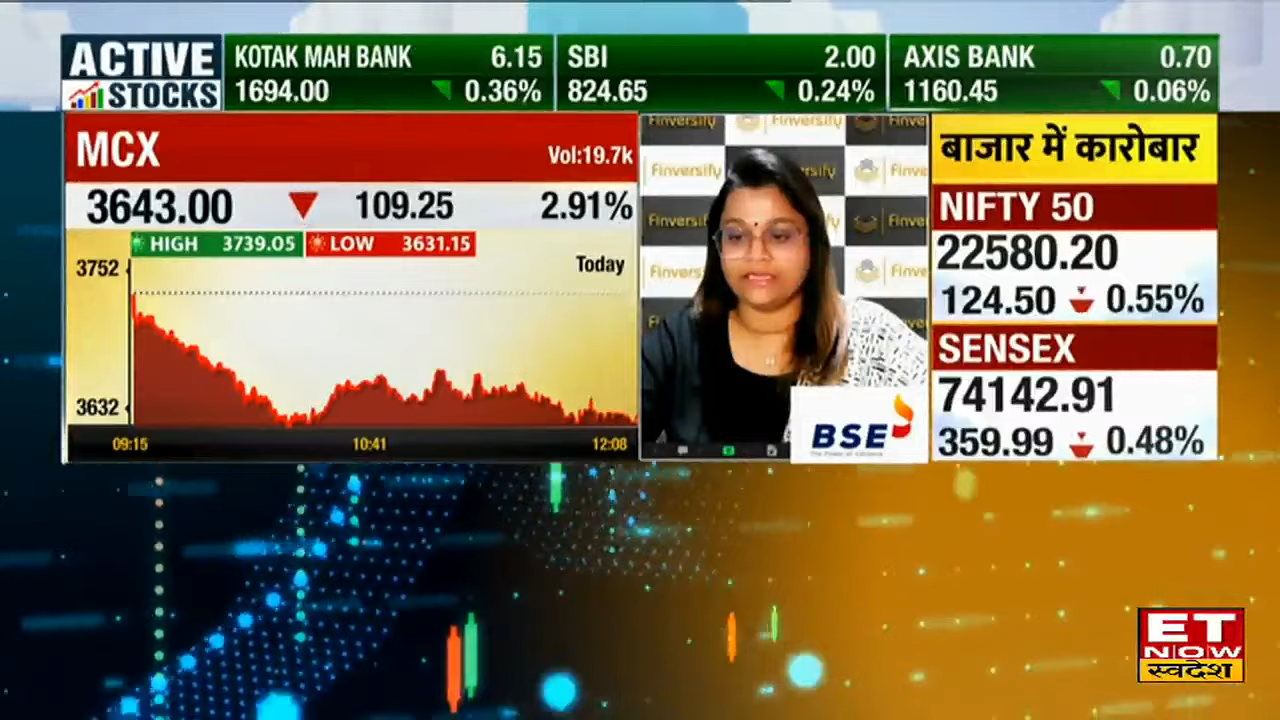 ACTIVE
STOCKS
KOTAK MAH BANK 6.15
1694.00 0.36%
SBI 2.00
824.65 0.24%
AXIS BANK 0.70
1160.45 0.06%
MCX Vol:19.7k
3643.00 109.25 2.91%
HIGH 3739.05 LOW 3631.15
Today
3752
3632
09:15 10:41 12:08
Finversify Finversify
Finversify
Finversify
BSE
बाजार में कारोबार
NIFTY 50
22580.20
124.50 0.55%
SENSEX
74142.91
359.99 0.48%
ET
NOW
स्वदेश